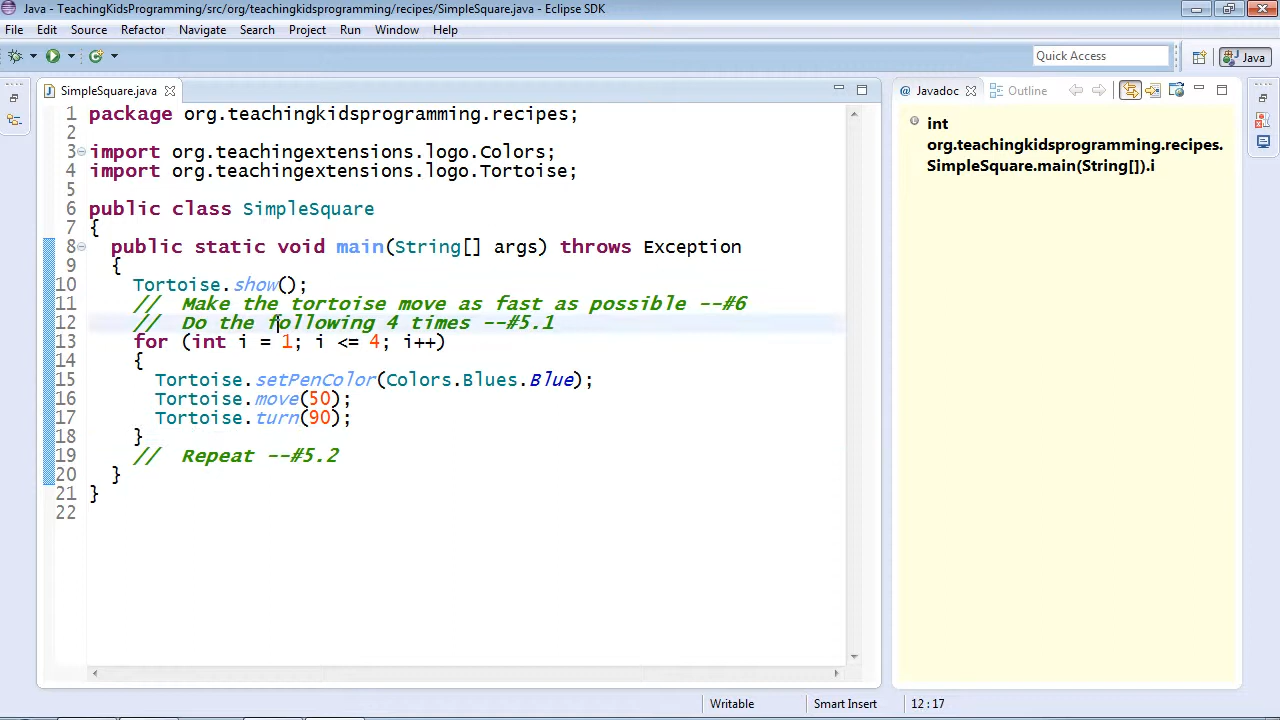 Java - TeachingKidsProgramming/src/org/teachingkidsprogramming/recipes/SimpleSquare.java - Eclipse SDK
File Edit Source Refactor Navigate Search Project Run Window Help
Quick Access
Java
SimpleSquare.java
1 package org.teachingkidsprogramming.recipes;
2
3 import org.teachingextensions.logo.Colors;
4 import org.teachingextensions.logo.Tortoise;
5
6 public class SimpleSquare
7 {
8 public static void main(String[] args) throws Exception
9 {
10 Tortoise.show();
11 // Make the tortoise move as fast as possible --#6
12 // Do the following 4 times --#5.1
13 for (int i = 1; i <= 4; i++)
14 {
15 Tortoise.setPenColor(Colors.Blues.Blue);
16 Tortoise.move(50);
17 Tortoise.turn(90);
18 }
19 // Repeat --#5.2
20 }
21 }
22
Javadoc Outline
int
org.teachingkidsprogramming.recipes.
SimpleSquare.main(String[]).i
Writable Smart Insert 12:17